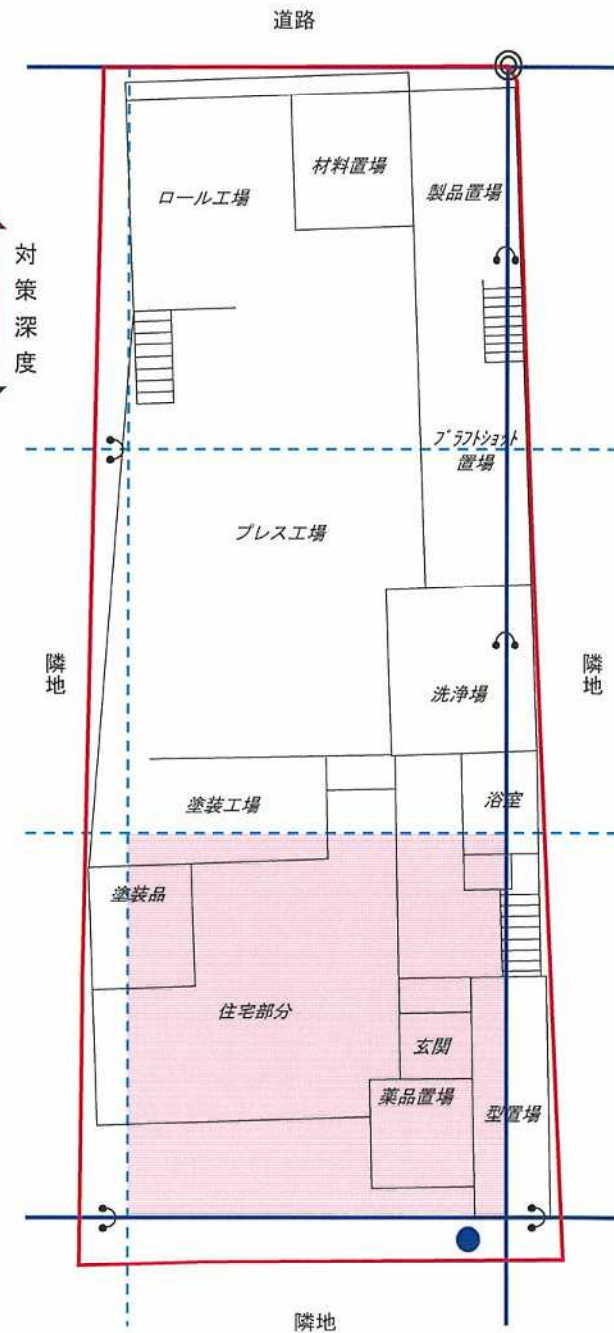 道路
材料置場
ロール工場
製品置場
対策深度
プラフトショット
置場
プレス工場
隣地
隣地
洗浄場
塗装工場
浴室
塗装品
住宅部分
玄関
薬品置場
型置場
隣地